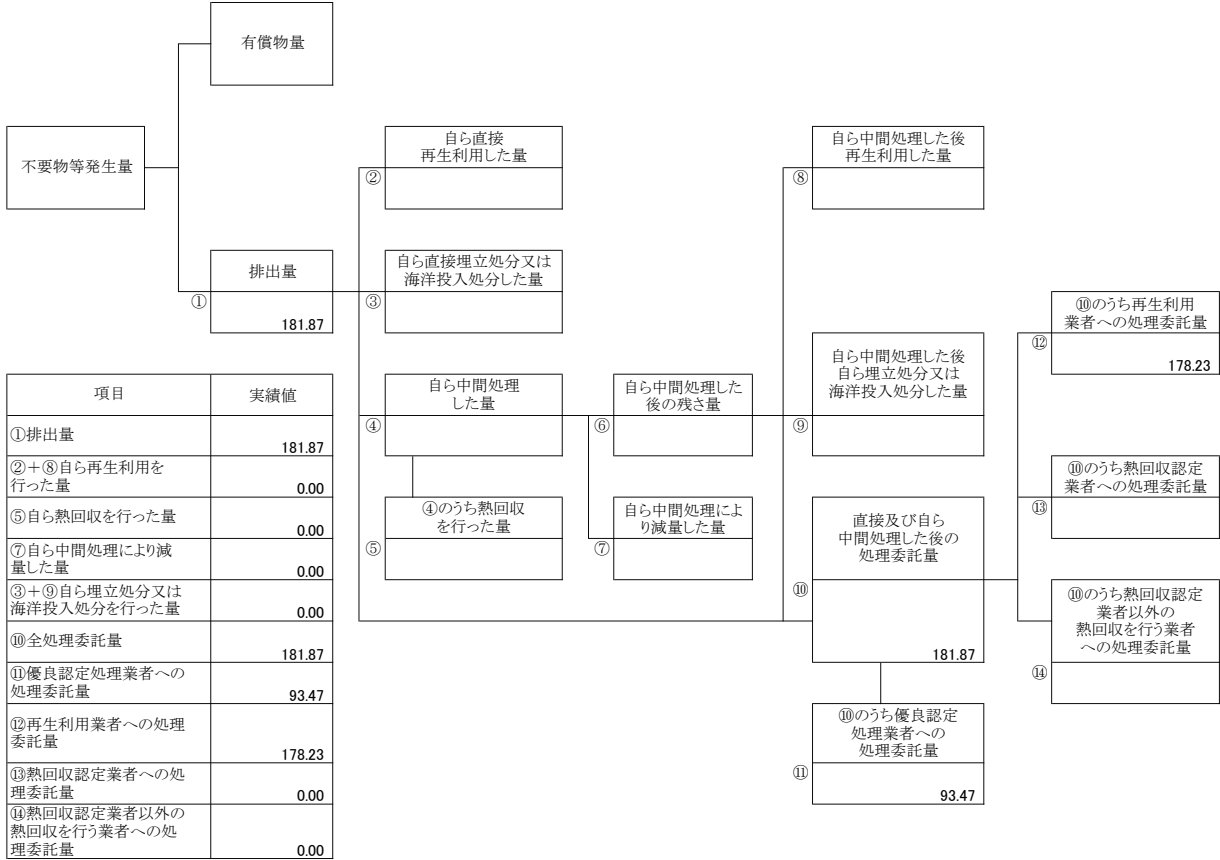 有償物量
不要物等発生量
自ら直接
再生利用した量
②
自ら中間処理した後
再生利用した量
⑧
排出量
①
181.87
自ら直接埋立処分又は
海洋投入処分した量
③
⑩のうち再生利用
業者への処理委託量
⑫
178.23
自ら中間処理
した量
④
自ら中間処理した
後の残さ量
⑥
自ら中間処理した後
自ら埋立処分又は
海洋投入処分した量
⑨
④のうち熱回収
を行った量
⑤
自ら中間処理によ
り減量した量
⑦
直接及び自ら
中間処理した後の
処理委託量
⑩
181.87
⑩のうち熱回収認定
業者への処理委託量
⑬
⑩のうち熱回収認定
業者以外の
熱回収を行う業者
への処理委託量
⑭
⑩のうち優良認定
処理業者への
処理委託量
⑪
93.47
項目 実績値
①排出量
181.87
②+⑧自ら再生利用を
行った量
0.00
⑤自ら熱回収を行った量
0.00
⑦自ら中間処理により減
量した量
0.00
③+⑨自ら埋立処分又は
海洋投入処分を行った量
0.00
⑩全処理委託量
181.87
⑪優良認定処理業者への
処理委託量
93.47
⑫再生利用業者への処理
委託量
178.23
⑬熱回収認定業者への処
理委託量
0.00
⑭熱回収認定業者以外の
熱回収を行う業者への処
理委託量
0.00